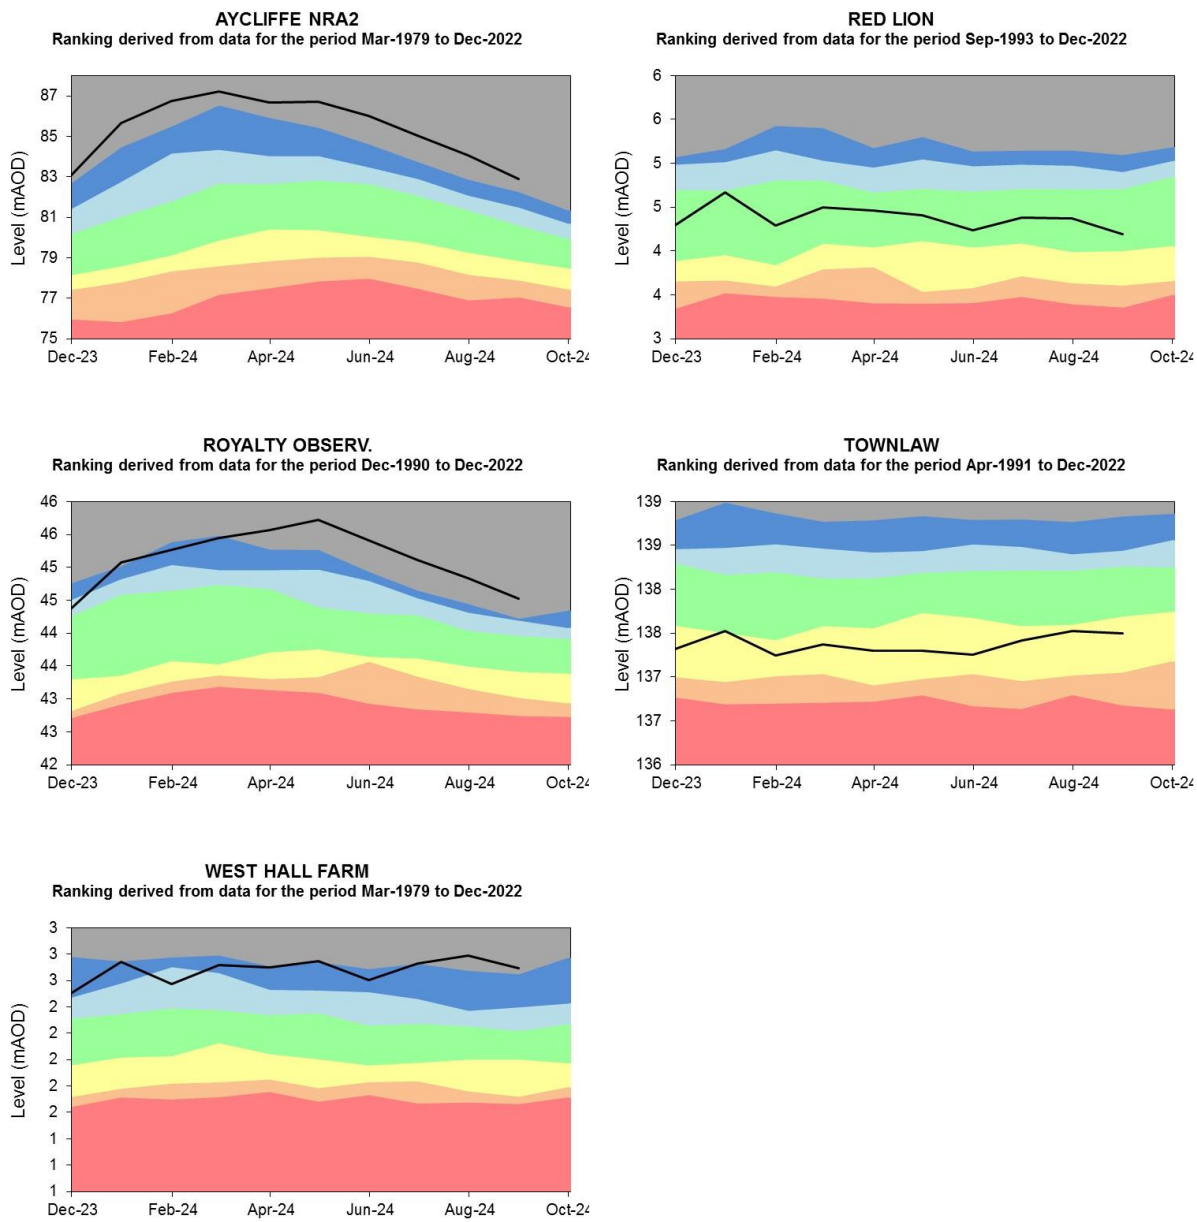 AYCLIFFE NRA2
Ranking derived from data for the period Mar-1979 to Dec-2022
Level (mAOD)
87
85
83
81
79
77
75
Dec-23 Feb-24 Apr-24 Jun-24 Aug-24 Oct-24
RED LION
Ranking derived from data for the period Sep-1993 to Dec-2022
Level (mAOD)
6
6
5
5
4
4
3
Dec-23 Feb-24 Apr-24 Jun-24 Aug-24 Oct-24
ROYALTY OBSERV.
Ranking derived from data for the period Dec-1990 to Dec-2022
Level (mAOD)
46
46
45
45
44
44
43
43
42
Dec-23 Feb-24 Apr-24 Jun-24 Aug-24 Oct-24
TOWNLAW
Ranking derived from data for the period Apr-1991 to Dec-2022
Level (mAOD)
139
139
138
138
137
137
136
Dec-23 Feb-24 Apr-24 Jun-24 Aug-24 Oct-24
WEST HALL FARM
Ranking derived from data for the period Mar-1979 to Dec-2022
Level (mAOD)
3
3
3
2
2
2
2
2
1
1
1
Dec-23 Feb-24 Apr-24 Jun-24 Aug-24 Oct-24